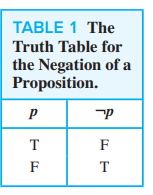 TABLE 1 The
Truth Table for
the Negation of a
Proposition.
p ¬p
T F
F T